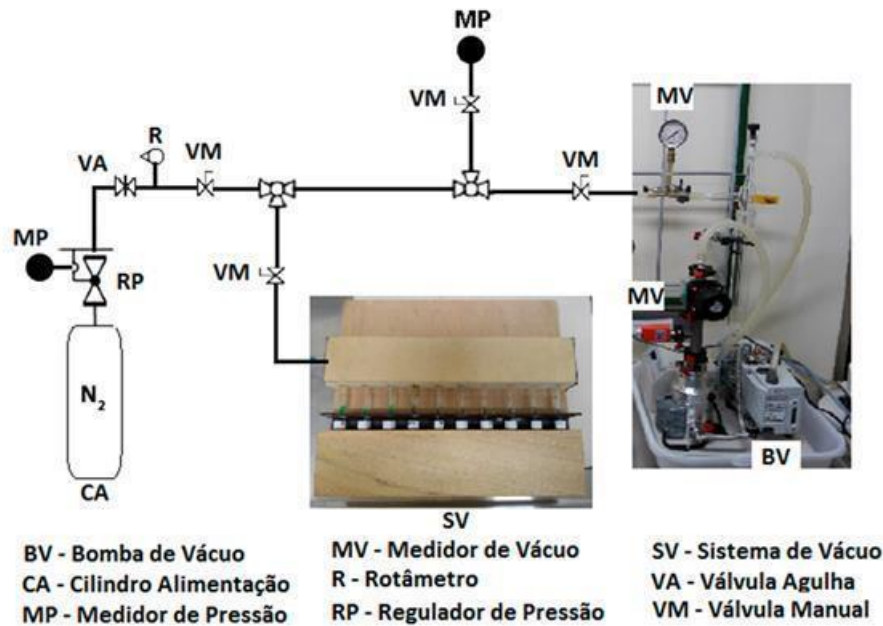 MP
VM
MV
R
VA
VM
VM
MP
VM
RP
MV
N₂
BV
CA
SV
BV - Bomba de Vácuo
CA - Cilindro Alimentação
MP - Medidor de Pressão
MV - Medidor de Vácuo
R - Rotâmetro
RP - Regulador de Pressão
SV - Sistema de Vácuo
VA - Válvula Agulha
VM - Válvula Manual